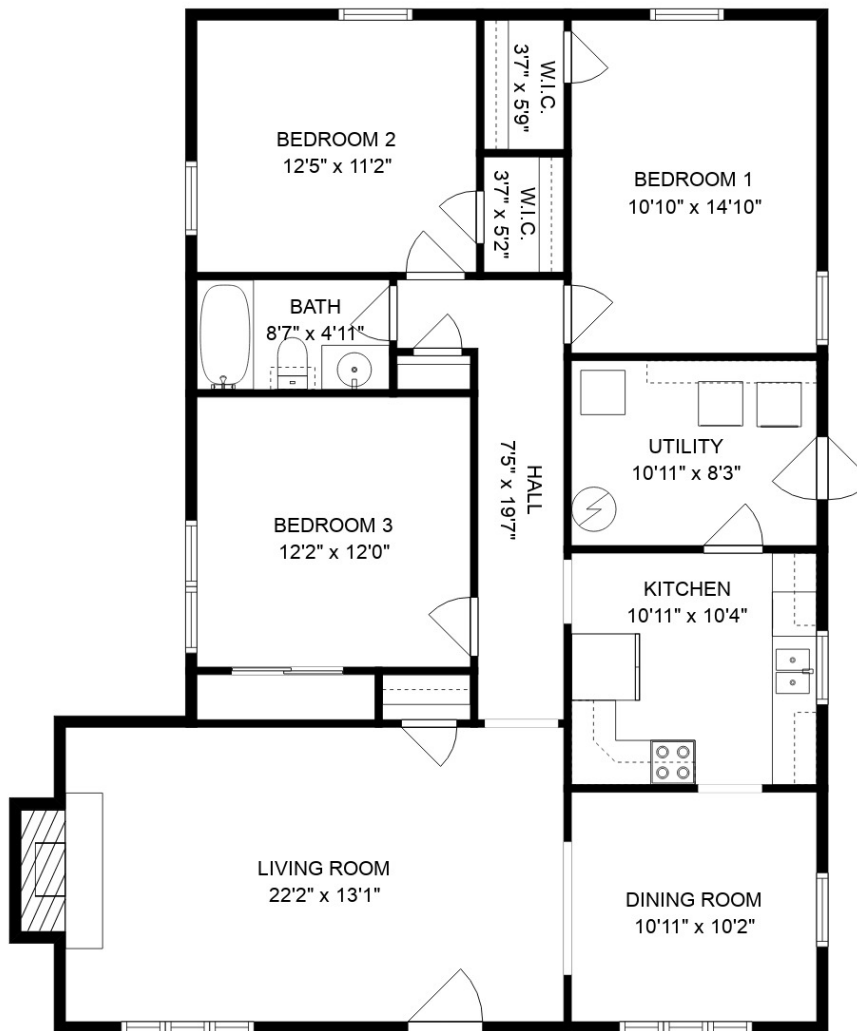 BEDROOM 2
12'5" x 11'2"
W.I.C.
3'7" x 5'9"
W.I.C.
3'7" x 5'2"
BEDROOM 1
10'10" x 14'10"
BATH
8'7" x 4'11"
HALL
7'5" x 19'7"
UTILITY
10'11" x 8'3"
BEDROOM 3
12'2" x 12'0"
KITCHEN
10'11" x 10'4"
LIVING ROOM
22'2" x 13'1"
DINING ROOM
10'11" x 10'2"